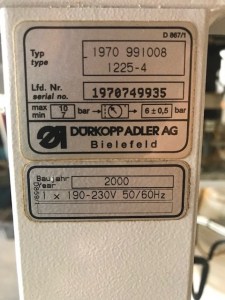 D 867/1
Typ 1970 991008
type 1225-4
Lfd. Nr.
serial no. 1970749935
max 10 bar 6 ± 0,5 bar
min 7
DÜRKOPP ADLER AG
Bielefeld
Baujahr 2000
Year
1 x 190-230V 50/60Hz